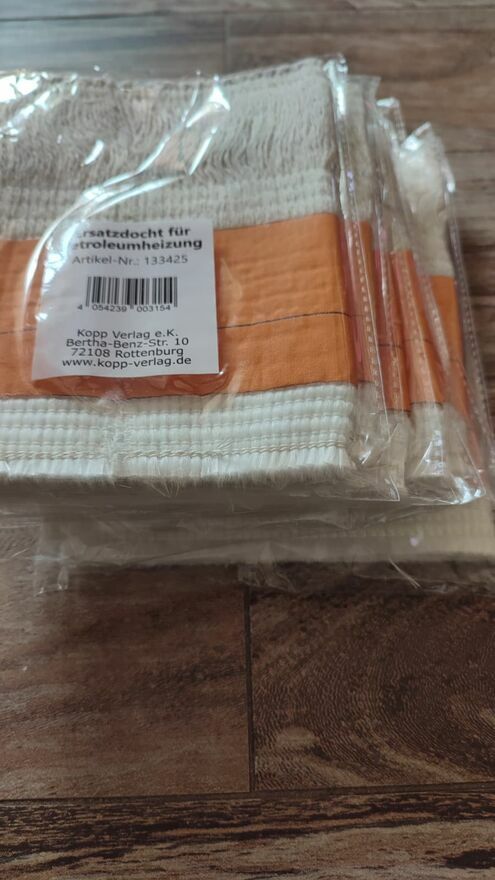 Ersatzdocht für
etroleumheizung
Artikel-Nr.: 133425
4 054239 003154
Kopp Verlag e.K.
Bertha-Benz-Str. 10
72108 Rottenburg
www.kopp-verlag.de